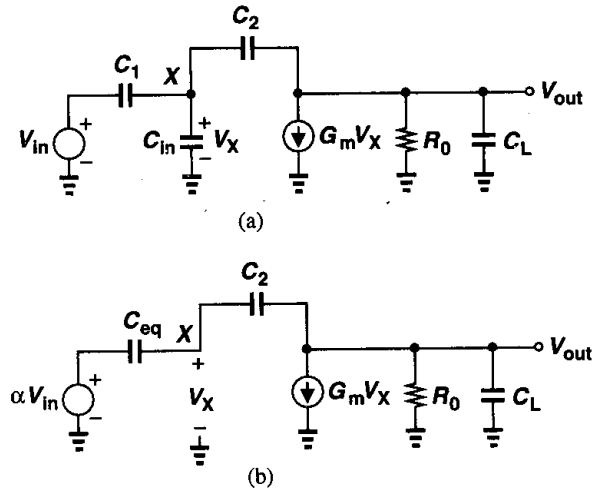 C2
C1
X
Vin
+
−
Cin
+
−
VX
GmVX
R0
CL
Vout
(a)
C2
Ceq
X
αVin
+
−
+
VX
−
GmVX
R0
CL
Vout
(b)